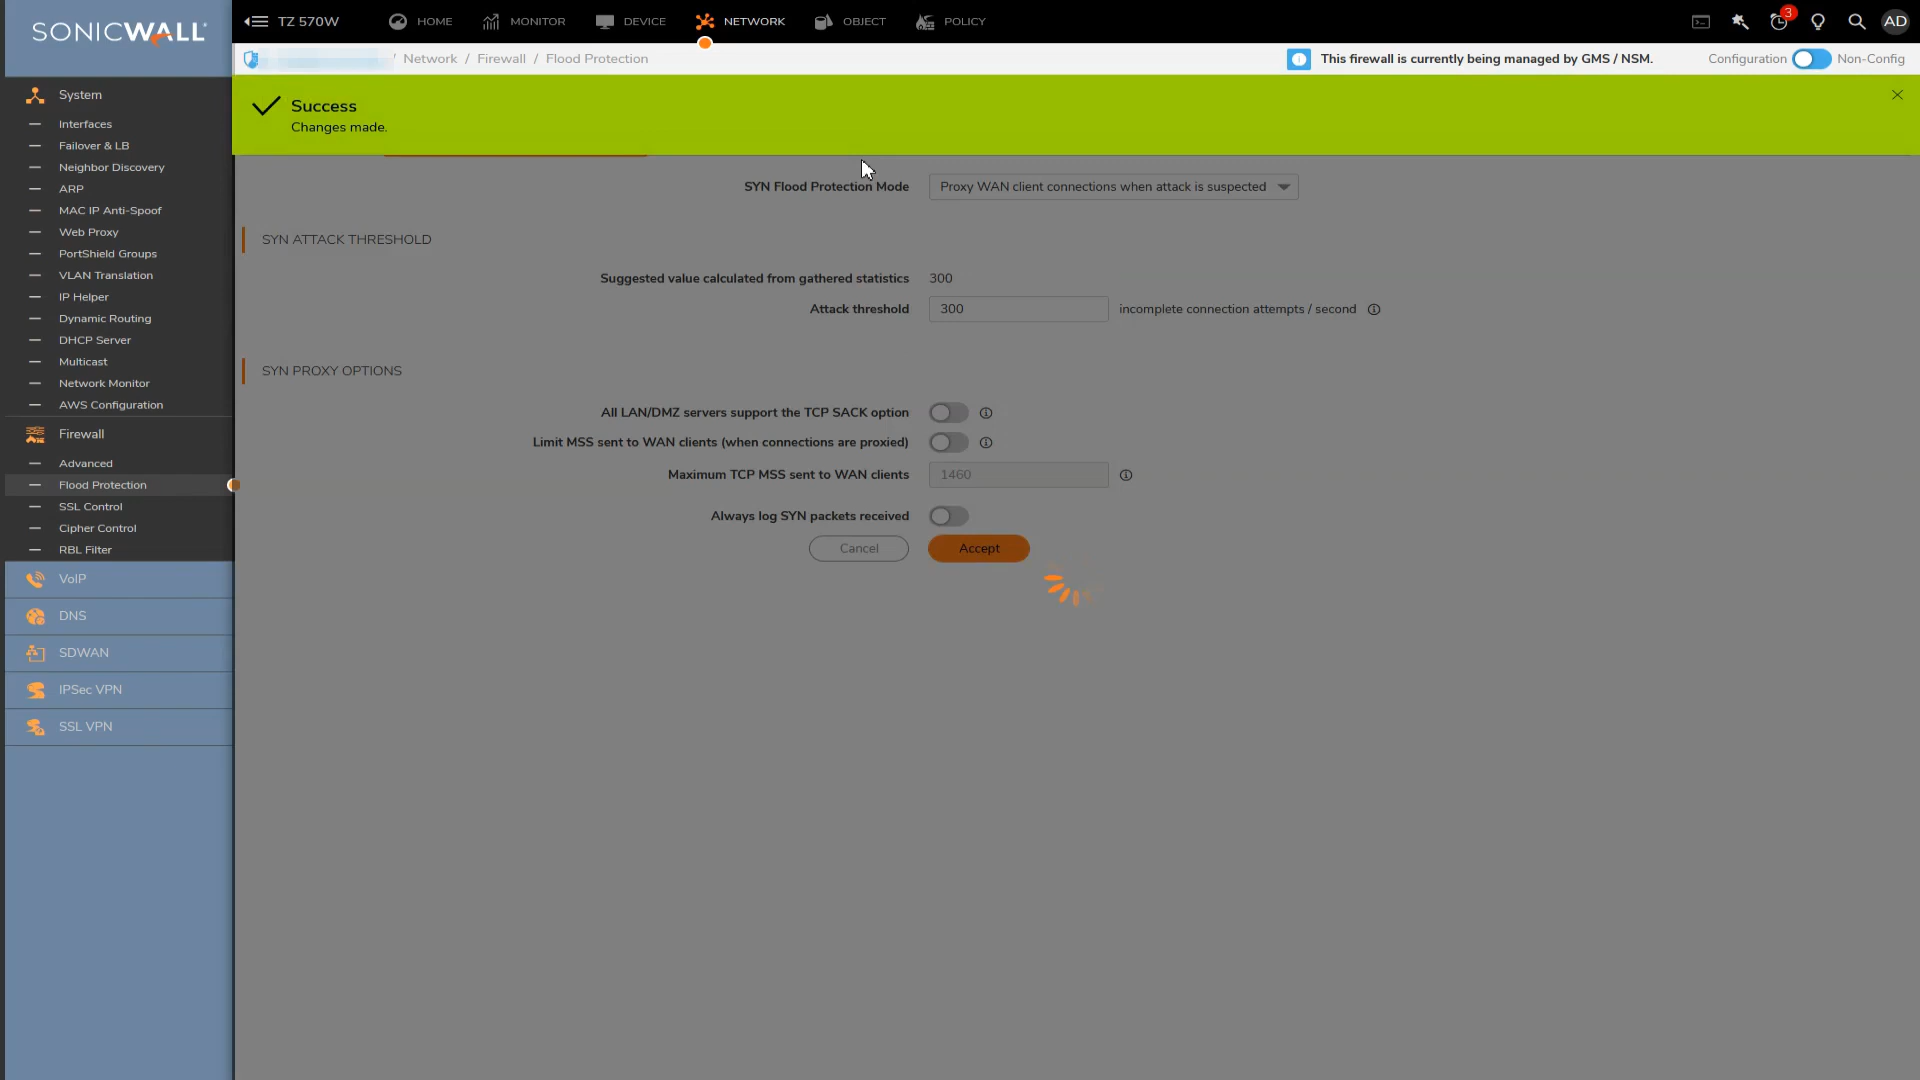 SONICWALL
TZ 570W
HOME
MONITOR
DEVICE
NETWORK
OBJECT
POLICY
3
AD
/ Network / Firewall / Flood Protection
This firewall is currently being managed by GMS / NSM.
Configuration
Non-Config
Success
Changes made.
System
Interfaces
Failover & LB
Neighbor Discovery
ARP
MAC IP Anti-Spoof
Web Proxy
PortShield Groups
VLAN Translation
IP Helper
Dynamic Routing
DHCP Server
Multicast
Network Monitor
AWS Configuration
Firewall
Advanced
Flood Protection
SSL Control
Cipher Control
RBL Filter
VoIP
DNS
SDWAN
IPSec VPN
SSL VPN
SYN Flood Protection Mode
Proxy WAN client connections when attack is suspected
SYN ATTACK THRESHOLD
Suggested value calculated from gathered statistics
300
Attack threshold
300
incomplete connection attempts / second
SYN PROXY OPTIONS
All LAN/DMZ servers support the TCP SACK option
Limit MSS sent to WAN clients (when connections are proxied)
Maximum TCP MSS sent to WAN clients
1460
Always log SYN packets received
Cancel
Accept